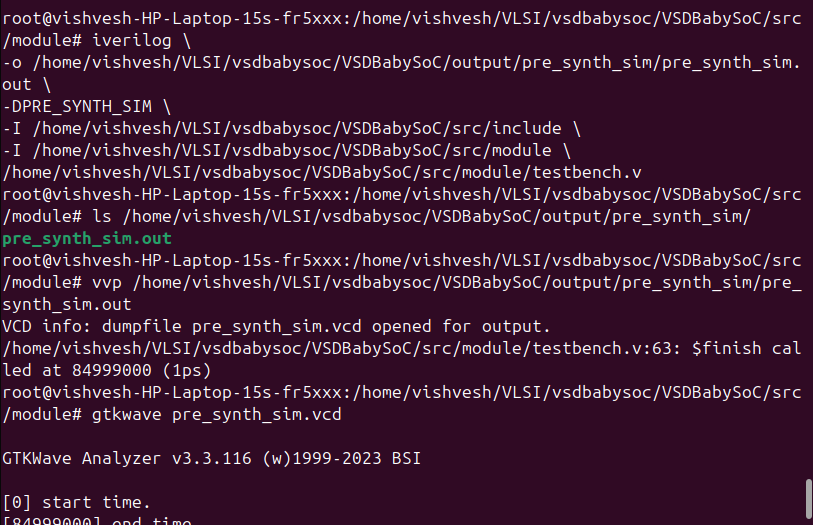 root@vishvesh-HP-Laptop-15s-fr5xxx:/home/vishvesh/VLSI/vsdbabysoc/VSDBabySoC/src
/module# iverilog \
-o /home/vishvesh/VLSI/vsdbabysoc/VSDBabySoC/output/pre_synth_sim/pre_synth_sim.
out \
-DPRE_SYNTH_SIM \
-I /home/vishvesh/VLSI/vsdbabysoc/VSDBabySoC/src/include \
-I /home/vishvesh/VLSI/vsdbabysoc/VSDBabySoC/src/module \
/home/vishvesh/VLSI/vsdbabysoc/VSDBabySoC/src/module/testbench.v
root@vishvesh-HP-Laptop-15s-fr5xxx:/home/vishvesh/VLSI/vsdbabysoc/VSDBabySoC/src
/module# ls /home/vishvesh/VLSI/vsdbabysoc/VSDBabySoC/output/pre_synth_sim/
pre_synth_sim.out
root@vishvesh-HP-Laptop-15s-fr5xxx:/home/vishvesh/VLSI/vsdbabysoc/VSDBabySoC/src
/module# vvp /home/vishvesh/VLSI/vsdbabysoc/VSDBabySoC/output/pre_synth_sim/pre_
synth_sim.out
VCD info: dumpfile pre_synth_sim.vcd opened for output.
/home/vishvesh/VLSI/vsdbabysoc/VSDBabySoC/src/module/testbench.v:63: $finish cal
led at 84999000 (1ps)
root@vishvesh-HP-Laptop-15s-fr5xxx:/home/vishvesh/VLSI/vsdbabysoc/VSDBabySoC/src
/module# gtkwave pre_synth_sim.vcd

GTKWave Analyzer v3.3.116 (w)1999-2023 BSI

[0] start time.
[84999000] end time.